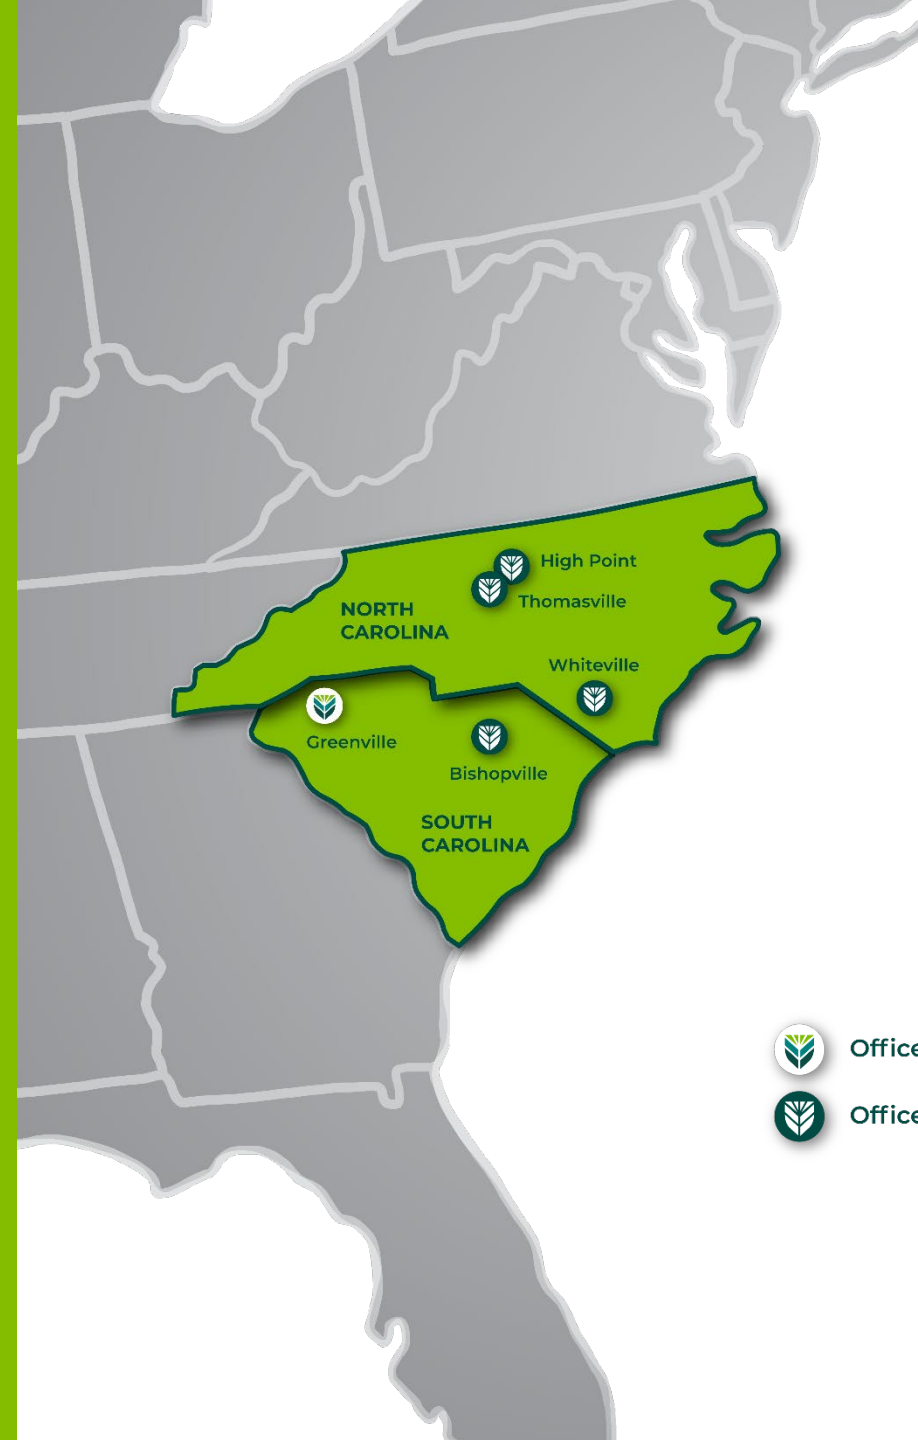 High Point
Thomasville
NORTH
CAROLINA
Whiteville
Greenville
Bishopville
SOUTH
CAROLINA
Office
Office